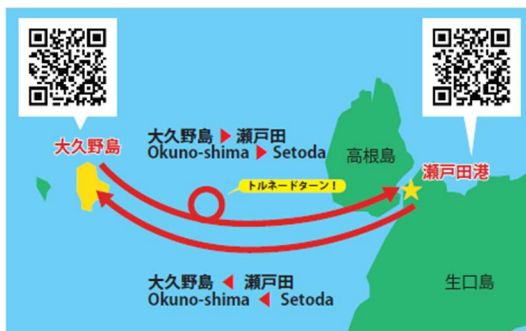 大久野島
大久野島 ▶ 瀬戸田
Okuno-shima ▶ Setoda
トルネードターン！
高根島
瀬戸田港
大久野島 ◀ 瀬戸田
Okuno-shima ◀ Setoda
生口島